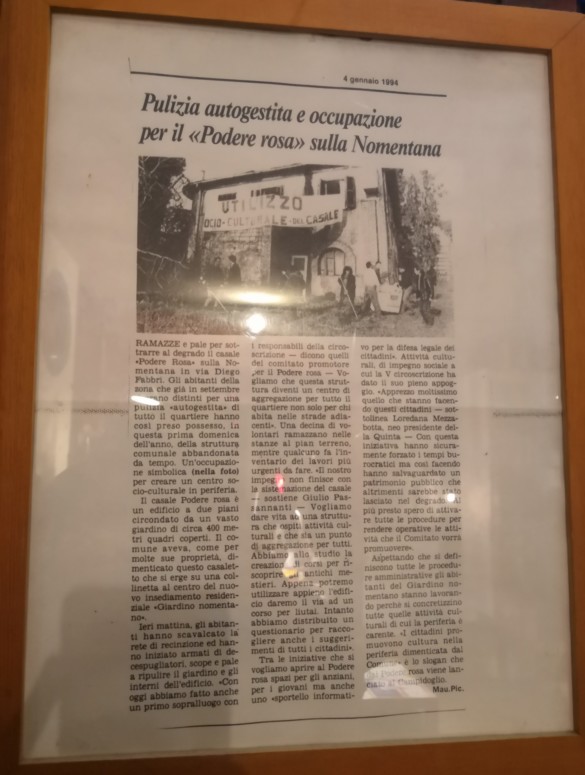 4 gennaio 1994
Pulizia autogestita e occupazione
per il «Podere rosa» sulla Nomentana
UTILIZZO
OCIO-CULTURALE DEL CASALE
RAMAZZE e pale per sot-
trarre al degrado il casale
«Podere Rosa» sulla No-
mentana in via Diego
Fabbri. Gli abitanti della
zona che già in settembre
erano distinti per una
pulizia «autogestita» di
tutto il quartiere hanno
così preso possesso, in
questa prima domenica
dell'anno, della struttura
comunale abbandonata
da tempo. Un'occupazio-
ne simbolica (nella foto)
per creare un centro so-
cio-culturale in periferia.
Il casale Podere Rosa è
un edificio a due piani
circondato da un vasto
giardino di circa 400 me-
tri quadri coperti. Il co-
mune aveva, come per
molte sue proprietà, di-
menticato questo casalet-
to che si erge su una col-
linetta al centro del nuo-
vo insediamento residen-
ziale «Giardino nomenta-
no».
Ieri mattina, gli abitan-
ti hanno scavalcato la
rete di recinzione ed han-
no iniziato armati di de-
cespugliatori, scope e pale
a ripulire il giardino e gli
interni dell'edificio. «Con
oggi abbiamo fatto anche
un primo sopralluogo con
i responsabili della circo-
scrizione — dicono quelli
del comitato promotore
per il Podere rosa — Vo-
gliamo che questa strut-
tura diventi un centro di
aggregazione per tutto il
quartiere non solo per chi
abita nelle strade adia-
centi». Una decina di vo-
lontari ramazzano nelle
stanze al pian terreno,
mentre qualcuno fa l'in-
ventario dei lavori più
urgenti da fare. «Il nostro
impegno non finisce con
la sistemazione del casale
— sostiene Giulio Pas-
sannanti — Vogliamo
dare vita ad una struttu-
ra che ospiti attività cul-
turali e che sia un punto
di aggregazione per tutti.
Abbiamo allo studio la
creazione di corsi per ri-
scoprire gli antichi me-
stieri. Appena potremo
utilizzare appieno l'edifi-
cio daremo il via ad un
corso per liutai. Intanto
abbiamo distribuito un
questionario per racco-
gliere anche i suggeri-
menti di tutti i cittadini».
Tra le iniziative che si
vogliamo aprire al Podere
rosa spazi per gli anziani,
per i giovani ma anche
uno «sportello informati-
vo per la difesa legale dei
cittadini». Attività cultu-
rali, di impegno sociale a
cui la V circoscrizione ha
dato il suo pieno appog-
gio. «Apprezzo moltissimo
quello che stanno facen-
do questi cittadini — sot-
tolinea Loredana Mezza-
botta, neo presidente del-
la Quinta — Con questa
iniziativa hanno sicura-
mente forzato i tempi bu-
rocratici ma così facendo
hanno salvaguardato un
patrimonio pubblico che
altrimenti sarebbe stato
lasciato nel degrado. Al
più presto spero di attiva-
re tutte le procedure per
rendere operative le atti-
vità che il Comitato vorrà
promuovere».
Aspettando che si defi-
niscono tutte le procedu-
re amministrative gli abi-
tanti del Giardino no-
mentano stanno lavoran-
do perchè si concretizzino
tutte quelle attività cul-
turali di cui la periferia è
carente. «I cittadini pro-
muovono cultura nella
periferia dimenticata dal
Comune» è lo slogan che
dal Podere rosa viene lan-
ciato al Campidoglio.
Mau.Pic.